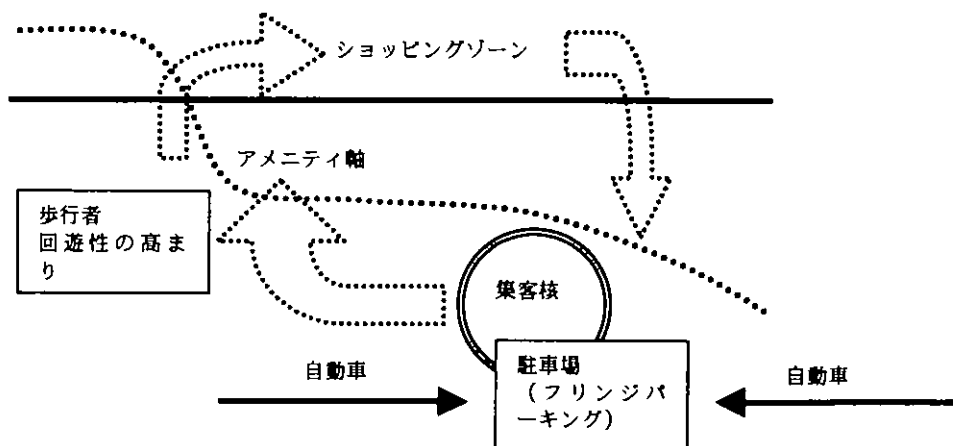 ショッピングゾーン
アメニティ軸
歩行者
回遊性の高ま
り
集客核
自動車
駐車場
（フリンジパ
ーキング）
自動車